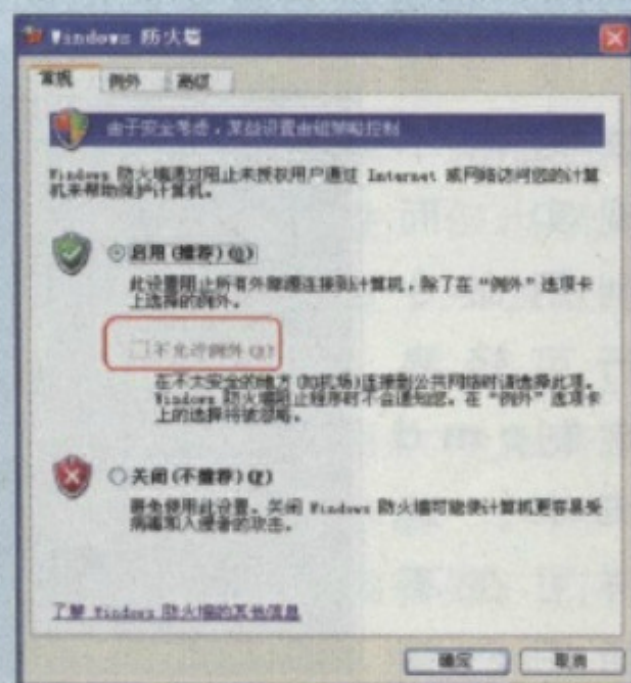 Windows 防火墙
常规 例外 高级
由于安全考虑，某些设置由组策略控制
Windows 防火墙通过阻止未授权用户通过 Internet 或网络访问您的计算
机来帮助保护计算机。
启用(推荐)(O)
此设置阻止所有外部源连接到计算机，除了在“例外”选项卡
上选择的例外。
不允许例外(D)
在不太安全的地方(如机场)连接到公共网络时请选择此项。
Windows 防火墙阻止程序时不会通知您。在“例外”选项卡
上的选择将被忽略。
关闭(不推荐)(F)
避免使用此设置。关闭 Windows 防火墙可能使计算机更容易受
病毒和入侵者的攻击。
了解 Windows 防火墙的其他信息
确定 取消